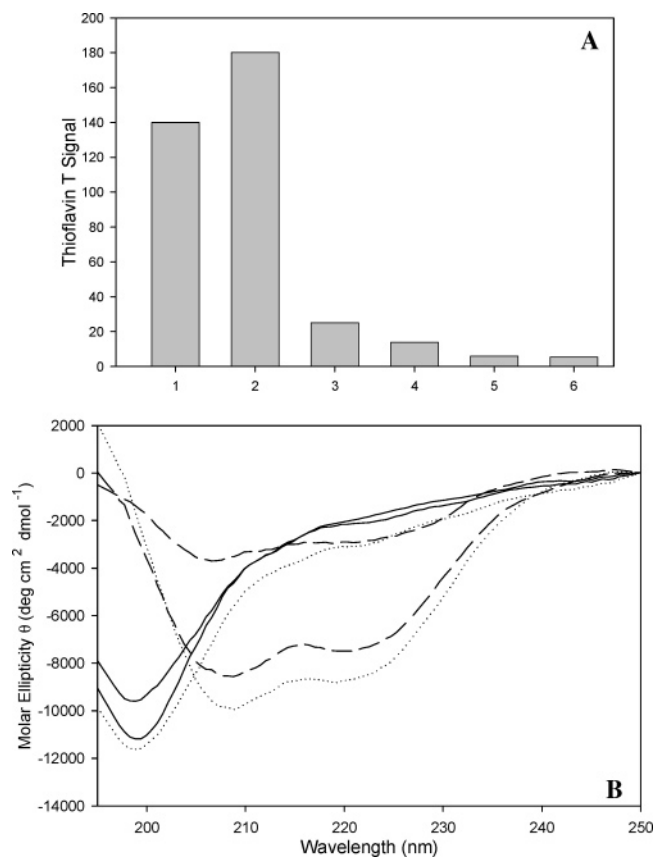 A
Thioflavin T Signal
200
180
160
140
120
100
80
60
40
20
0
1 2 3 4 5 6
Molar Ellipticity θ (deg cm ² dmol ⁻¹)
2000
0
-2000
-4000
-6000
-8000
-10000
-12000
-14000
B
200 210 220 230 240 250
Wavelength (nm)